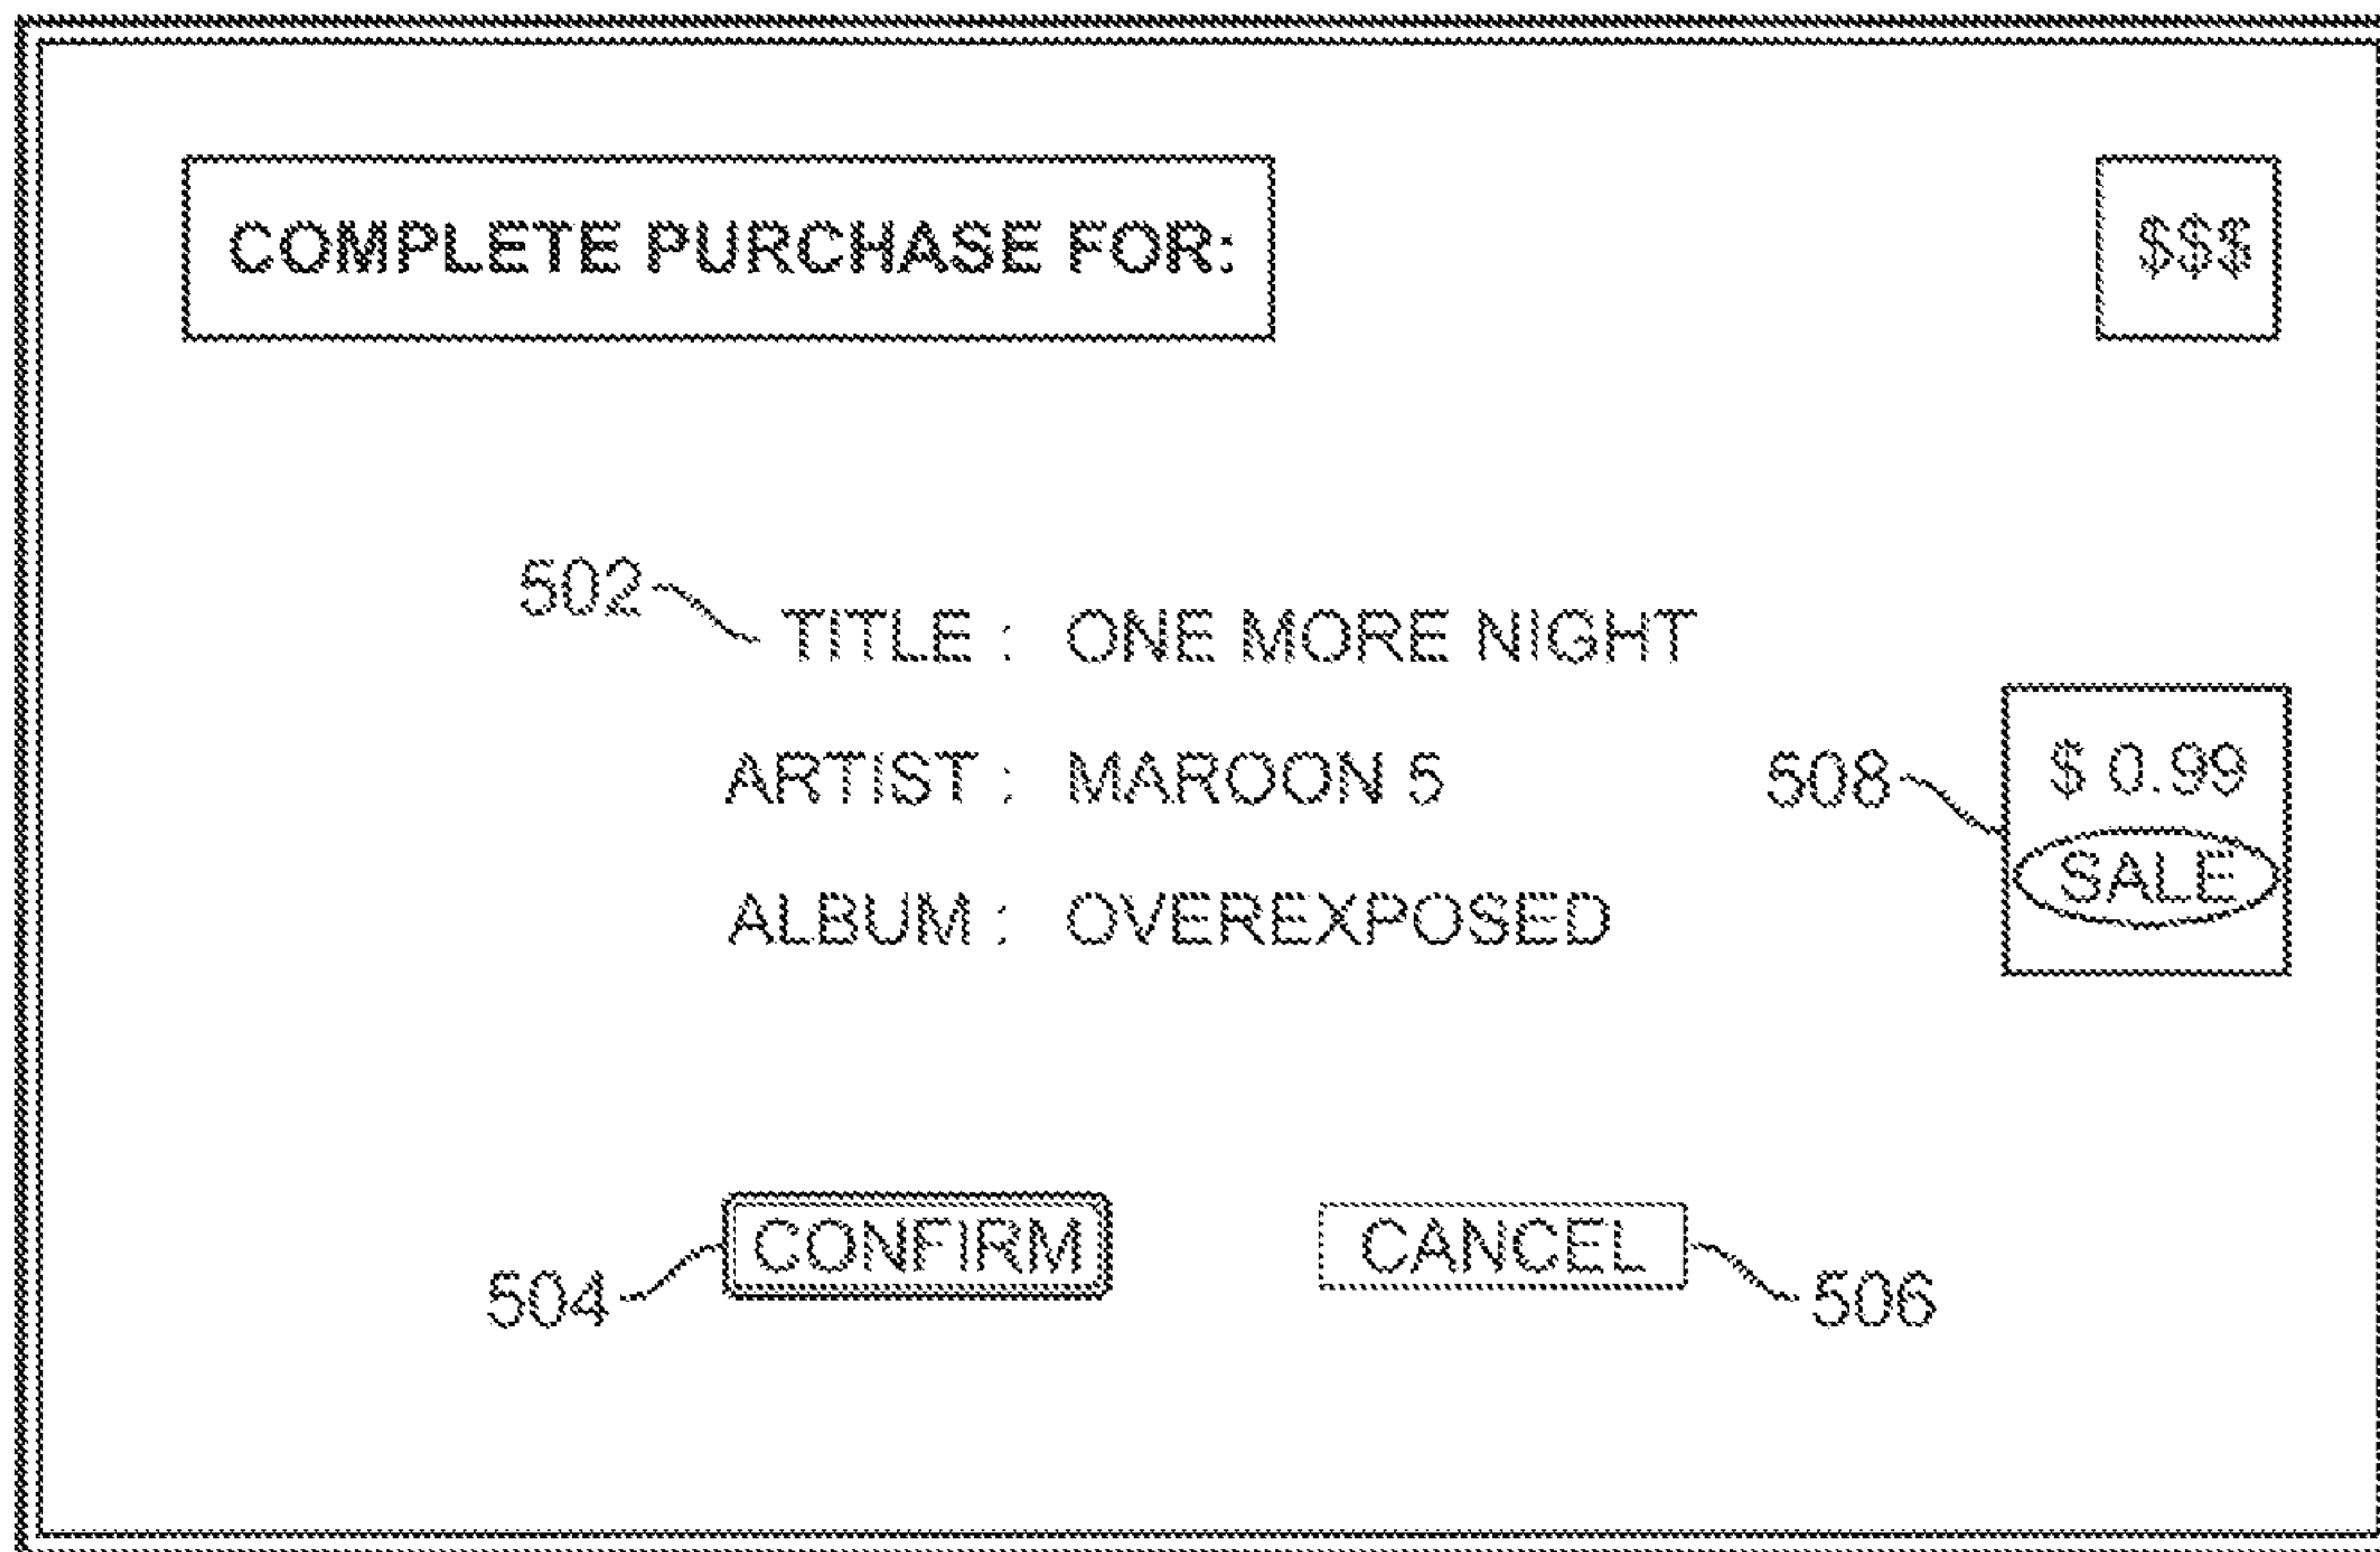 COMPLETE PURCHASE FOR:
$$$
502
TITLE : ONE MORE NIGHT
ARTIST : MAROON 5
508
$ 0.99
SALE
ALBUM : OVEREXPOSED
CONFIRM
CANCEL
504
506